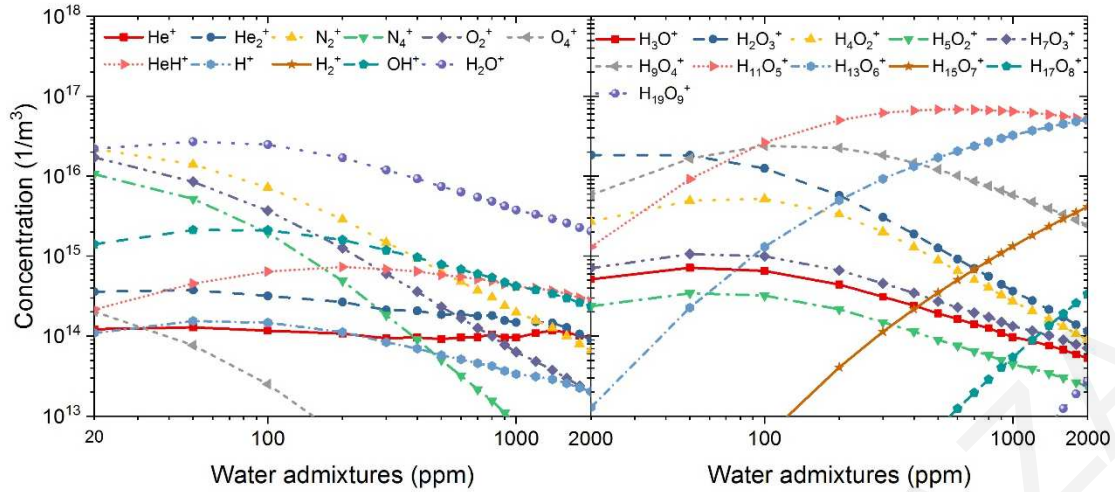 10^18
10^17
10^16
10^15
10^14
10^13
Concentration (1/m³)
He⁺ He₂⁺ N₂⁺ N₄⁺ O₂⁺ O₄⁺
HeH⁺ H⁺ H₂⁺ OH⁺ H₂O⁺
20 100 1000 2000
Water admixtures (ppm)
H₃O⁺ H₂O₃⁺ H₄O₂⁺ H₅O₂⁺ H₇O₃⁺
H₉O₄⁺ H₁₁O₅⁺ H₁₃O₆⁺ H₁₅O₇⁺ H₁₇O₈⁺
H₁₉O₉⁺
100 1000 2000
Water admixtures (ppm)